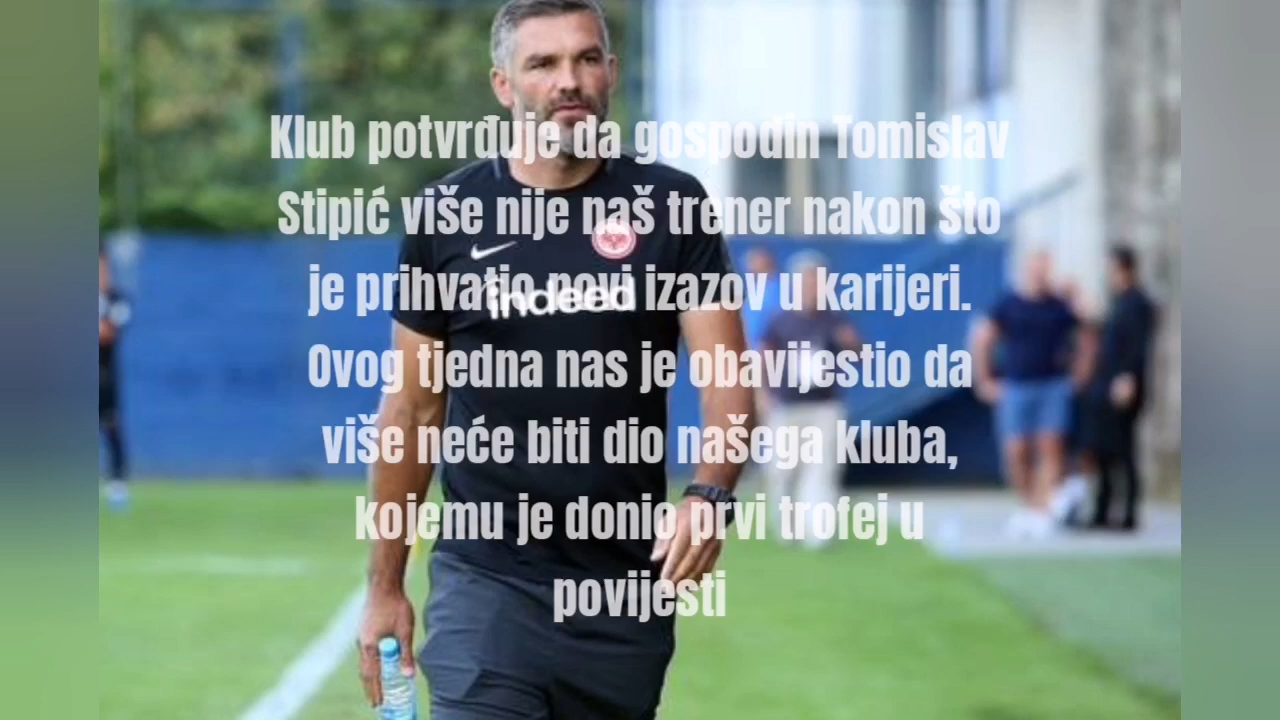 Klub potvrđuje da gospodin Tomislav
Stipić više nije naš trener nakon što
je prihvatio novi izazov u karijeri.
indeed
Ovog tjedna nas je obavijestio da
više neće biti dio našega kluba,
kojemu je donio prvi trofej u
povijesti